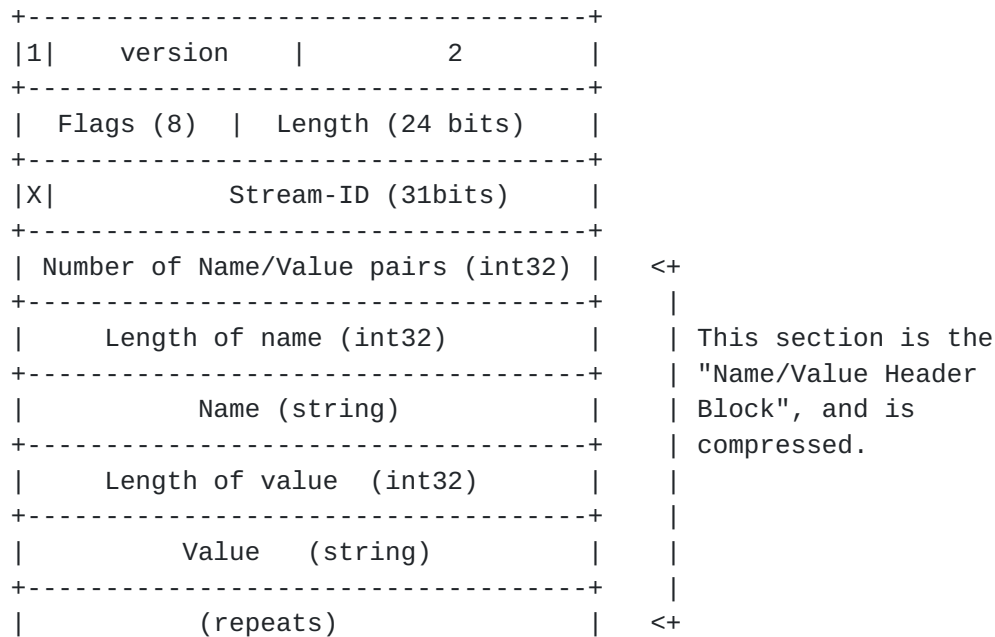 +------------------------------------+
|1|    version    |         2        |
+------------------------------------+
|  Flags (8)  |  Length (24 bits)    |
+------------------------------------+
|X|           Stream-ID (31bits)     |
+------------------------------------+
| Number of Name/Value pairs (int32) |   <+
+------------------------------------+    |
|     Length of name (int32)         |    | This section is the
+------------------------------------+    | "Name/Value Header
|           Name (string)            |    | Block", and is
+------------------------------------+    | compressed.
|     Length of value  (int32)       |    |
+------------------------------------+    |
|          Value   (string)          |    |
+------------------------------------+    |
|           (repeats)                |   <+